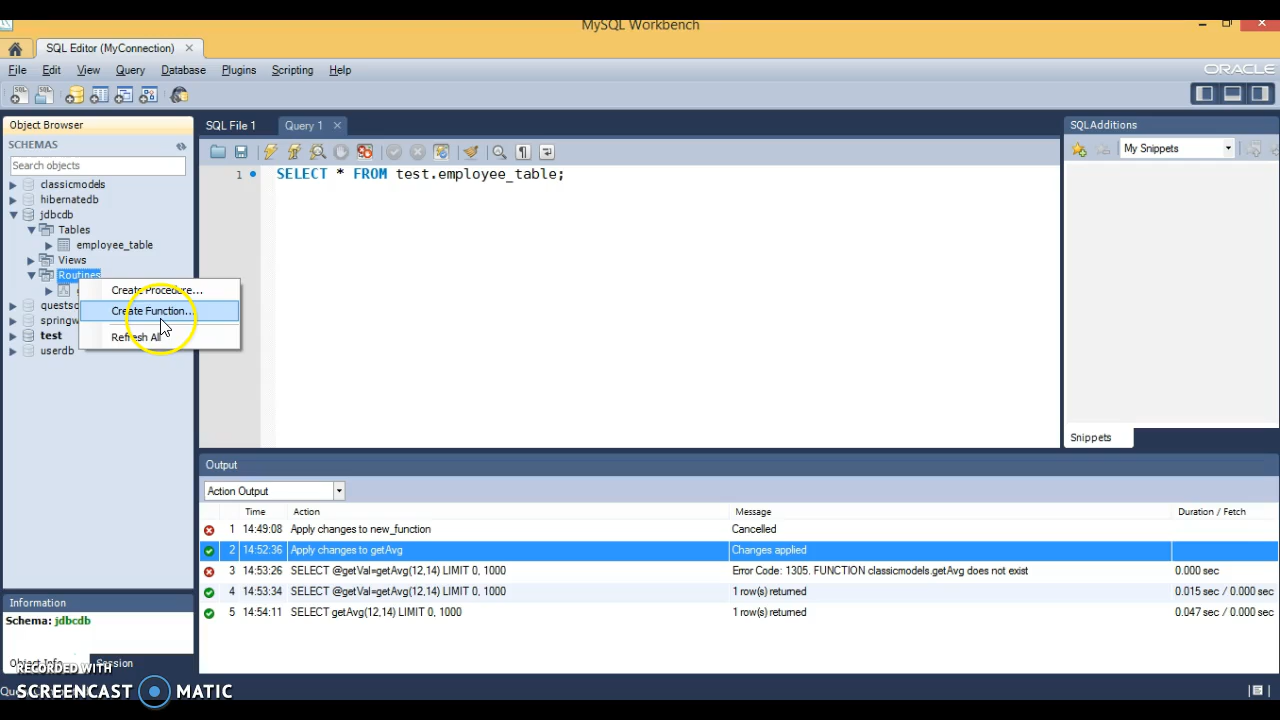 MySQL Workbench
SQL Editor (MyConnection)
File Edit View Query Database Plugins Scripting Help
ORACLE
Object Browser
SCHEMAS
Search objects
classicmodels
hibernatedb
jdbcdb
Tables
employee_table
Views
Routines
test
userdb
Create Procedure...
Create Function...
Refresh All
SQL File 1
Query 1
1
SELECT * FROM test.employee_table;
SQLAdditions
My Snippets
Snippets
Output
Action Output
Time Action Message Duration / Fetch
1 14:49:08 Apply changes to new_function Cancelled
2 14:52:36 Apply changes to getAvg Changes applied
3 14:53:26 SELECT @getVal=getAvg(12,14) LIMIT 0, 1000 Error Code: 1305. FUNCTION classicmodels.getAvg does not exist 0.000 sec
4 14:53:34 SELECT @getVal=getAvg(12,14) LIMIT 0, 1000 1 row(s) returned 0.015 sec / 0.000 sec
5 14:54:11 SELECT getAvg(12,14) LIMIT 0, 1000 1 row(s) returned 0.047 sec / 0.000 sec
Information
Schema: jdbcdb
Session
RECORDED WITH
SCREENCAST MATIC